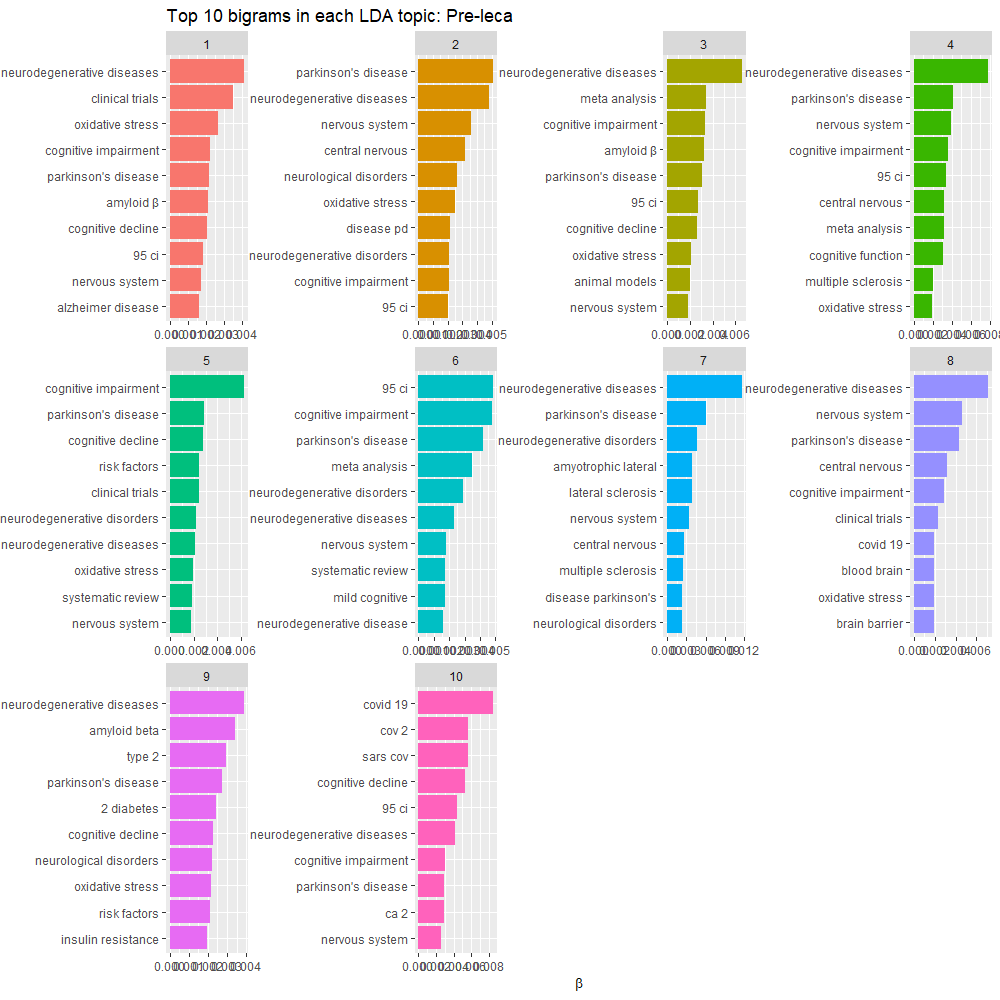 Top 10 bigrams in each LDA topic: Pre-leca
1
neurodegenerative diseases
clinical trials
oxidative stress
cognitive impairment
parkinson's disease
amyloid β
cognitive decline
95 ci
nervous system
alzheimer disease
0.000 0.001 0.002 0.003 0.004
2
parkinson's disease
neurodegenerative diseases
nervous system
central nervous
neurological disorders
oxidative stress
disease pd
neurodegenerative disorders
cognitive impairment
95 ci
0.000 0.001 0.002 0.003 0.004 0.005
3
neurodegenerative diseases
meta analysis
cognitive impairment
amyloid β
parkinson's disease
95 ci
cognitive decline
oxidative stress
animal models
nervous system
0.000 0.002 0.004 0.006
4
neurodegenerative diseases
parkinson's disease
nervous system
cognitive impairment
95 ci
central nervous
meta analysis
cognitive function
multiple sclerosis
oxidative stress
0.000 0.002 0.004 0.006 0.008
5
cognitive impairment
parkinson's disease
cognitive decline
risk factors
clinical trials
neurodegenerative disorders
neurodegenerative diseases
oxidative stress
systematic review
nervous system
0.000 0.002 0.004 0.006
6
95 ci
cognitive impairment
parkinson's disease
meta analysis
neurodegenerative disorders
neurodegenerative diseases
nervous system
systematic review
mild cognitive
neurodegenerative disease
0.000 0.001 0.002 0.003 0.004 0.005
7
neurodegenerative diseases
parkinson's disease
neurodegenerative disorders
amyotrophic lateral
lateral sclerosis
nervous system
central nervous
multiple sclerosis
disease parkinson's
neurological disorders
0.000 0.003 0.006 0.009 0.012
8
neurodegenerative diseases
nervous system
parkinson's disease
central nervous
cognitive impairment
clinical trials
covid 19
blood brain
oxidative stress
brain barrier
0.000 0.002 0.004 0.006
9
neurodegenerative diseases
amyloid beta
type 2
parkinson's disease
2 diabetes
cognitive decline
neurological disorders
oxidative stress
risk factors
insulin resistance
0.000 0.001 0.002 0.003 0.004
10
covid 19
cov 2
sars cov
cognitive decline
95 ci
neurodegenerative diseases
cognitive impairment
parkinson's disease
ca 2
nervous system
0.000 0.002 0.004 0.006 0.008
β